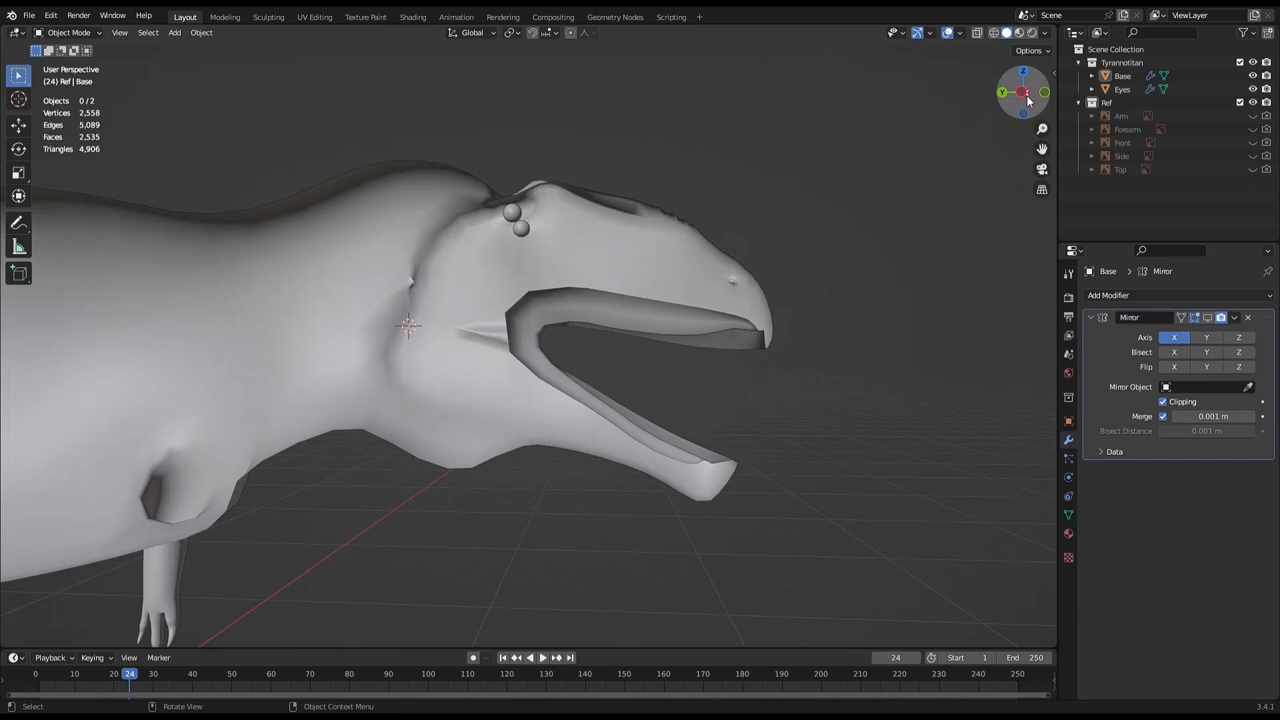 File Edit Render Window Help Layout Modeling Sculpting UV Editing Texture Paint Shading Animation Rendering Compositing Geometry Nodes Scripting + Scene ViewLayer
Object Mode View Select Add Object Global
Options
User Perspective
(24) Ref | Base
Objects 0 / 2
Vertices 2,558
Edges 5,089
Faces 2,535
Triangles 4,906
Z
Y
Scene Collection
Tyrannotitan
Base
Eyes
Ref
Arm
Forearm
Front
Side
Top
Base > Mirror
Add Modifier
Mirror
Axis X Y Z
Bisect X Y Z
Flip X Y Z
Mirror Object
Clipping
Merge 0.001 m
Bisect Distance 0.001 m
Data
Playback Keying View Marker 24 Start 1 End 250
0 10 20 24 30 40 50 60 70 80 90 100 110 120 130 140 150 160 170 180 190 200 210 220 230 240 250
Select Rotate View Object Context Menu 3.4.1